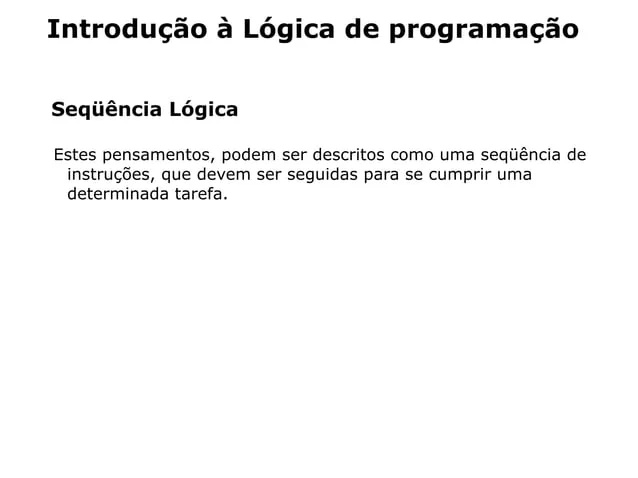 Introdução à Lógica de programação
Seqüência Lógica
Estes pensamentos, podem ser descritos como uma seqüência de
instruções, que devem ser seguidas para se cumprir uma
determinada tarefa.